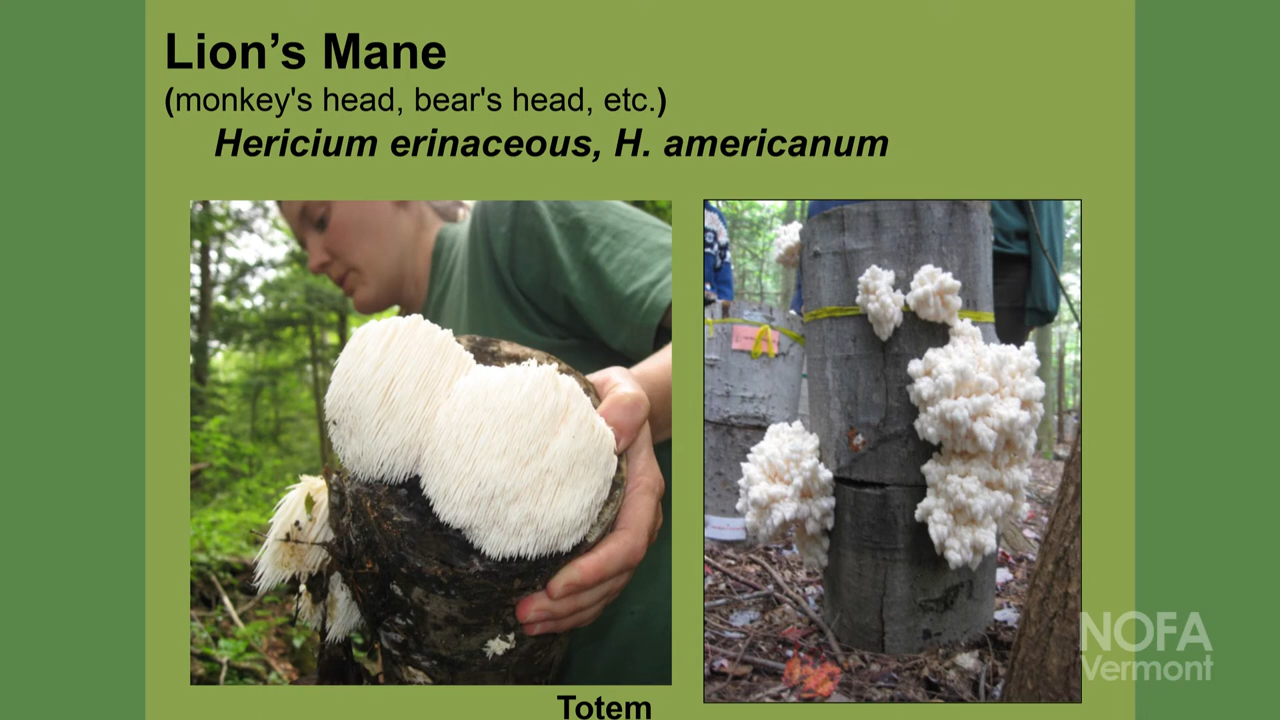 Lion's Mane
(monkey's head, bear's head, etc.)
Hericium erinaceous, H. americanum
Totem
NOFA
Vermont